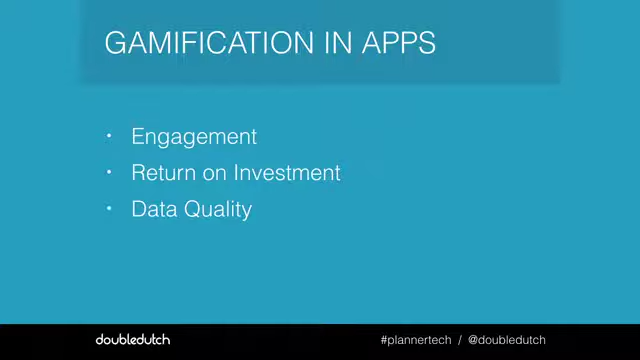 GAMIFICATION IN APPS
• Engagement
• Return on Investment
• Data Quality
doubledutch
#plannertech / @doubledutch